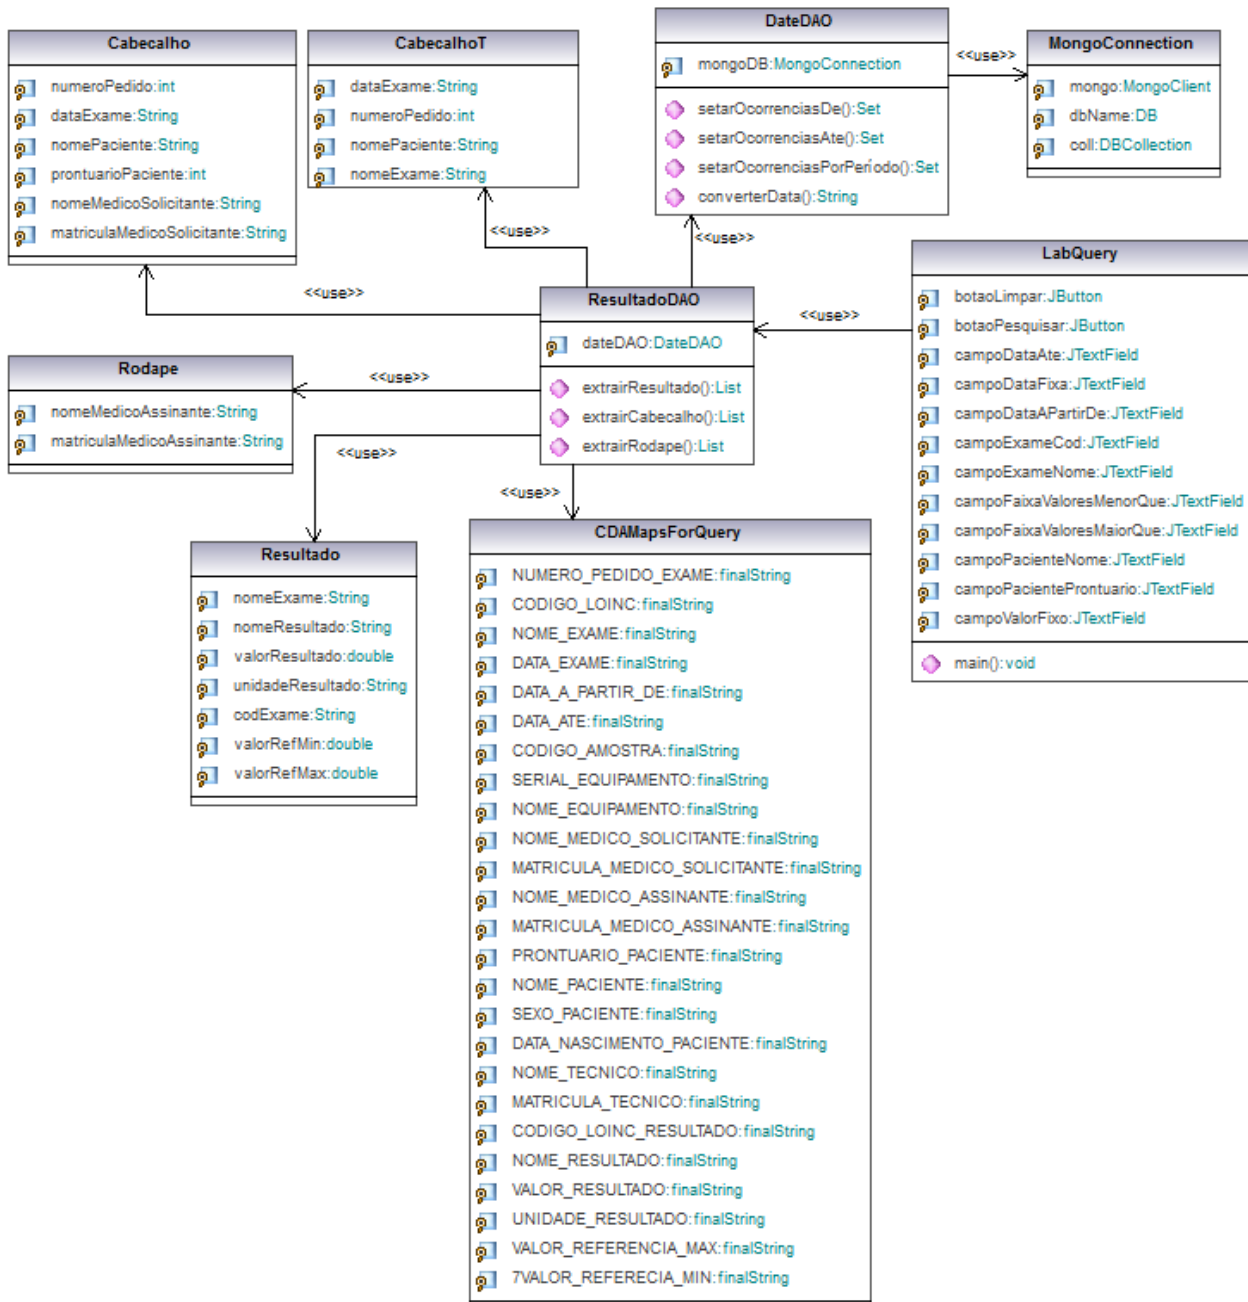 Cabecalho
numeroPedido:int
dataExame:String
nomePaciente:String
prontuarioPaciente:int
nomeMedicoSolicitante:String
matriculaMedicoSolicitante:String
CabecalhoT
dataExame:String
numeroPedido:int
nomePaciente:String
nomeExame:String
DateDAO
mongoDB:MongoConnection
setarOcorrenciasDe():Set
setarOcorrenciasAte():Set
setarOcorrenciasPorPeríodo():Set
converterData():String
<<use>>
MongoConnection
mongo:MongoClient
dbName:DB
coll:DBCollection
<<use>>
<<use>>
<<use>>
ResultadoDAO
dateDAO:DateDAO
extrairResultado():List
extrairCabecalho():List
extrairRodape():List
<<use>>
LabQuery
botaoLimpar:JButton
botaoPesquisar:JButton
campoDataAte:JTextField
campoDataFixa:JTextField
campoDataAPartirDe:JTextField
campoExameCod:JTextField
campoExameNome:JTextField
campoFaixaValoresMenorQue:JTextField
campoFaixaValoresMaiorQue:JTextField
campoPacienteNome:JTextField
campoPacienteProntuario:JTextField
campoValorFixo:JTextField
main():void
Rodape
nomeMedicoAssinante:String
matriculaMedicoAssinante:String
<<use>>
<<use>>
<<use>>
Resultado
nomeExame:String
nomeResultado:String
valorResultado:double
unidadeResultado:String
codExame:String
valorRefMin:double
valorRefMax:double
CDAMapsForQuery
NUMERO_PEDIDO_EXAME:finalString
CODIGO_LOINC:finalString
NOME_EXAME:finalString
DATA_EXAME:finalString
DATA_A_PARTIR_DE:finalString
DATA_ATE:finalString
CODIGO_AMOSTRA:finalString
SERIAL_EQUIPAMENTO:finalString
NOME_EQUIPAMENTO:finalString
NOME_MEDICO_SOLICITANTE:finalString
MATRICULA_MEDICO_SOLICITANTE:finalString
NOME_MEDICO_ASSINANTE:finalString
MATRICULA_MEDICO_ASSINANTE:finalString
PRONTUARIO_PACIENTE:finalString
NOME_PACIENTE:finalString
SEXO_PACIENTE:finalString
DATA_NASCIMENTO_PACIENTE:finalString
NOME_TECNICO:finalString
MATRICULA_TECNICO:finalString
CODIGO_LOINC_RESULTADO:finalString
NOME_RESULTADO:finalString
VALOR_RESULTADO:finalString
UNIDADE_RESULTADO:finalString
VALOR_REFERENCIA_MAX:finalString
7VALOR_REFERECIA_MIN:finalString